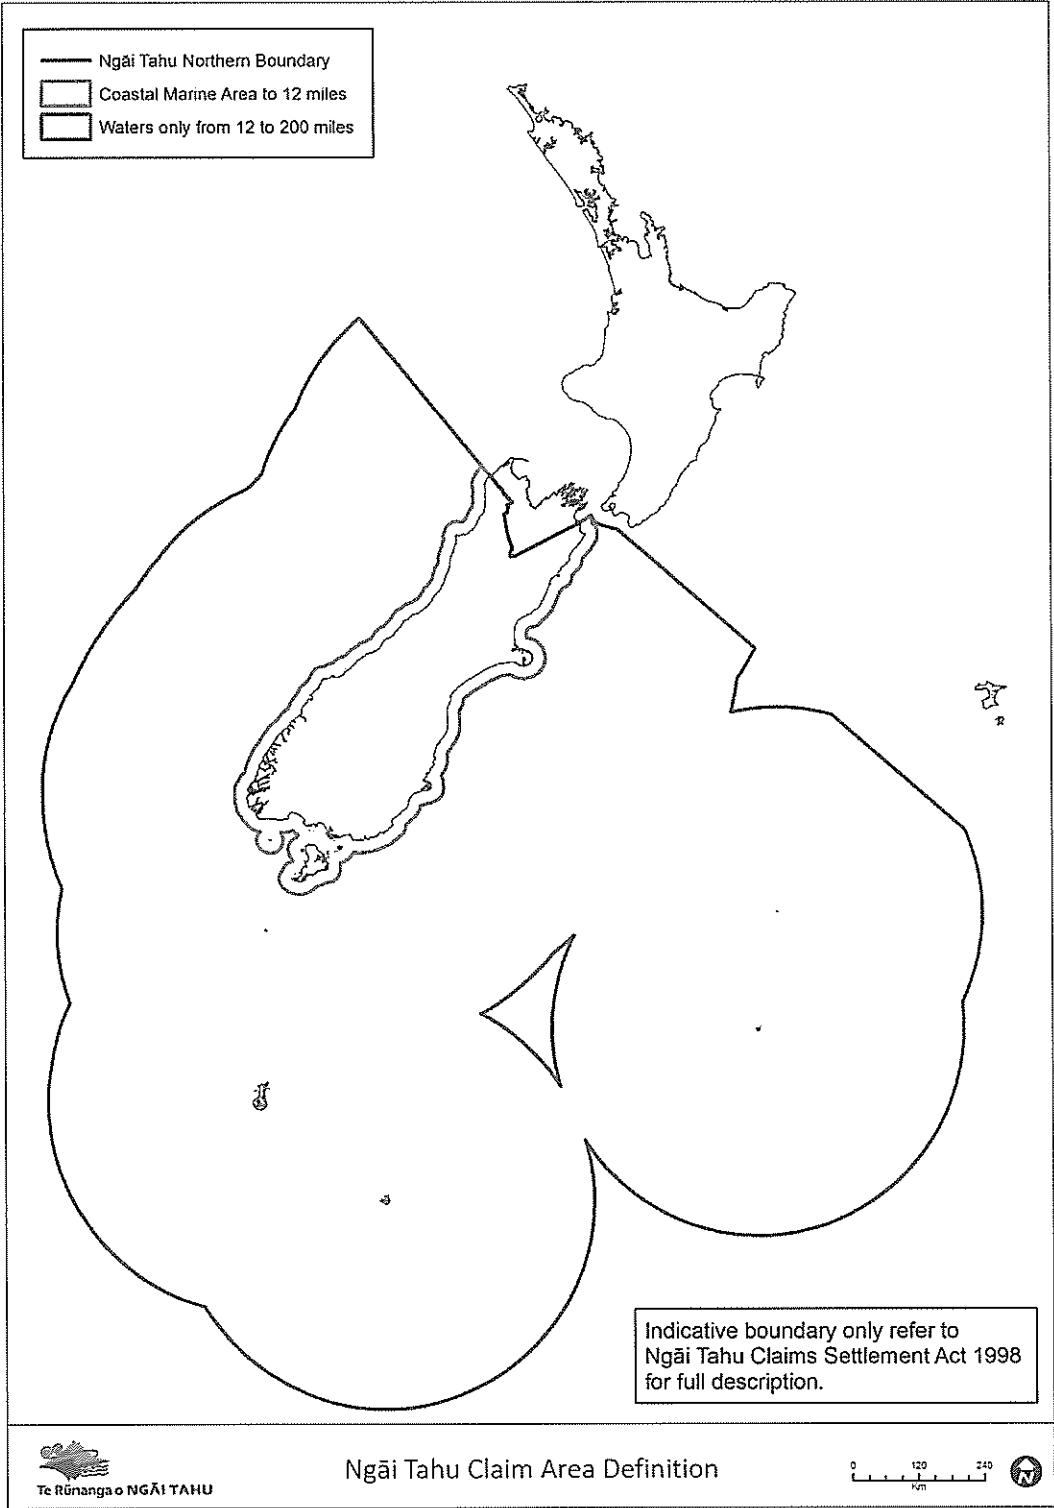 Ngāi Tahu Northern Boundary
Coastal Marine Area to 12 miles
Waters only from 12 to 200 miles
Indicative boundary only refer to
Ngāi Tahu Claims Settlement Act 1998
for full description.
Te Rūnanga o NGĀI TAHU
Ngāi Tahu Claim Area Definition
0 120 240
Km
N